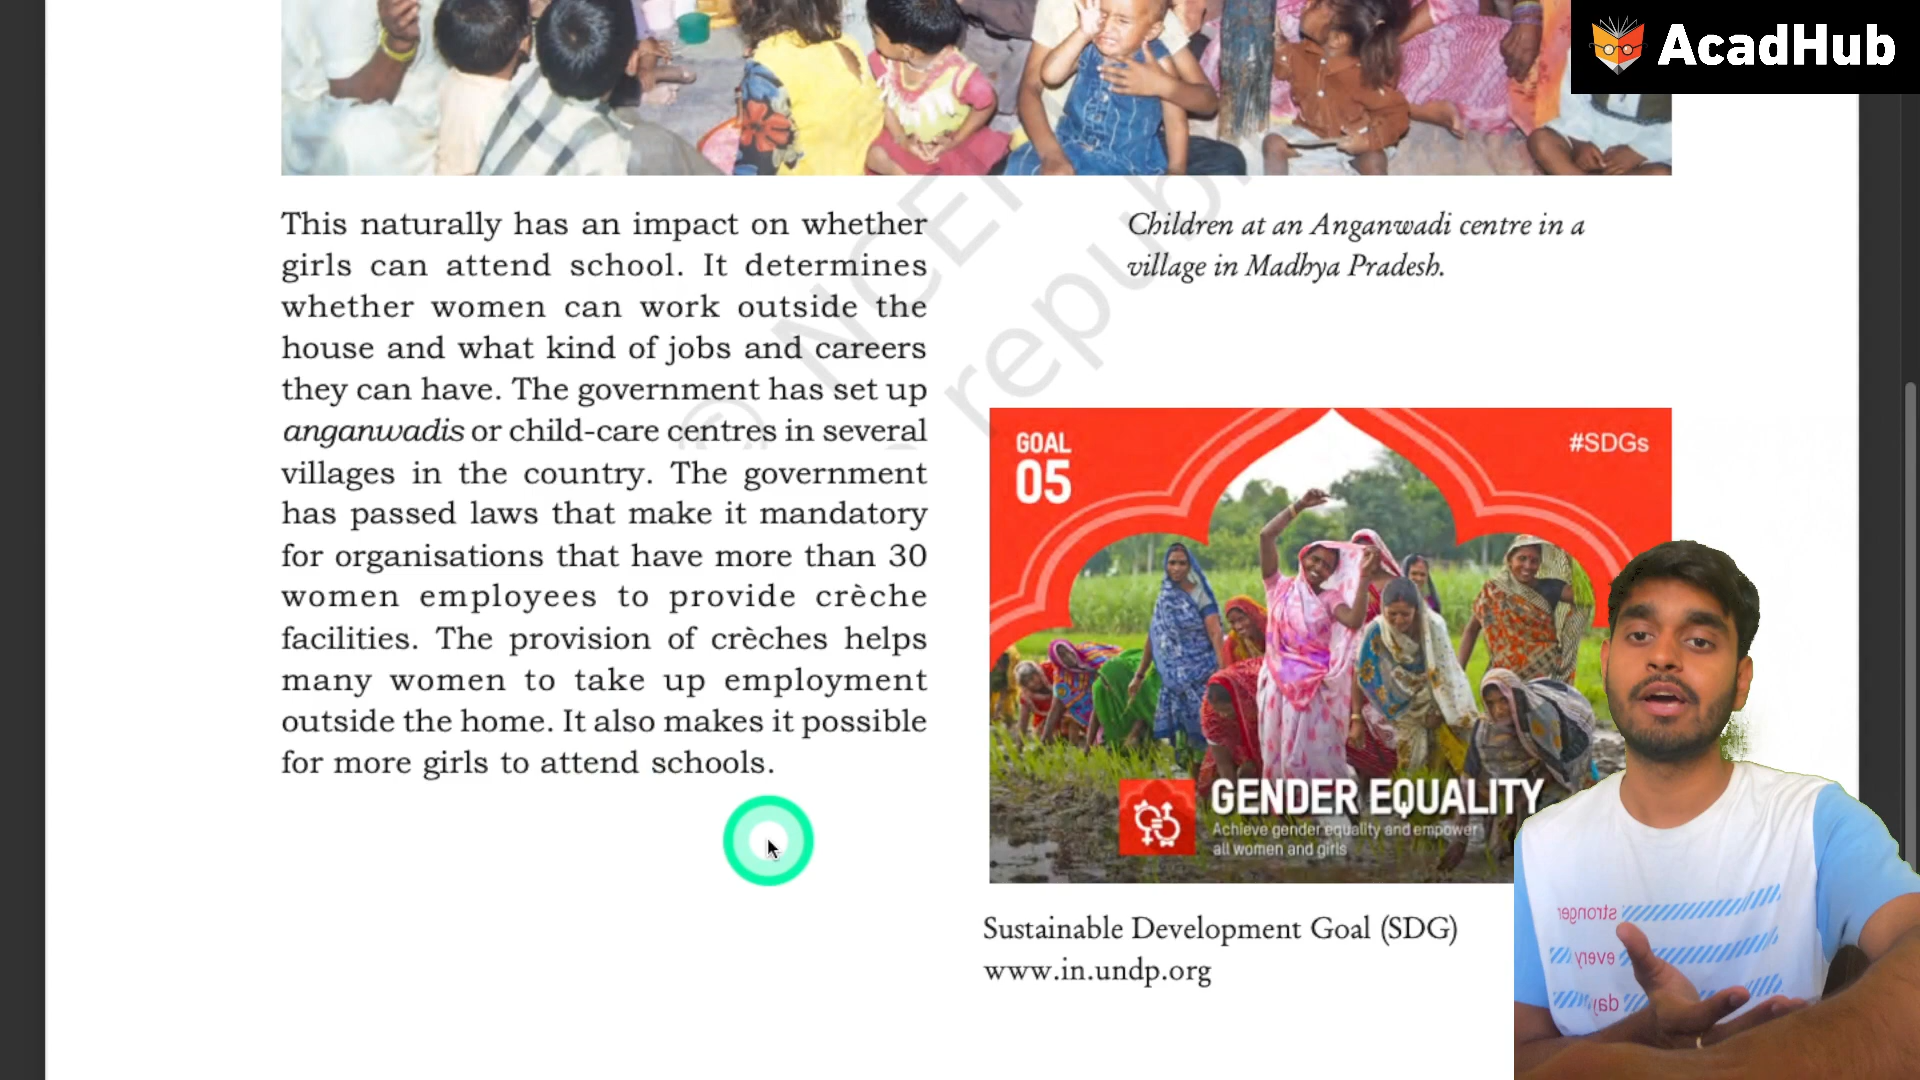 AcadHub
This naturally has an impact on whether
girls can attend school. It determines
whether women can work outside the
house and what kind of jobs and careers
they can have. The government has set up
anganwadis or child-care centres in several
villages in the country. The government
has passed laws that make it mandatory
for organisations that have more than 30
women employees to provide crèche
facilities. The provision of crèches helps
many women to take up employment
outside the home. It also makes it possible
for more girls to attend schools.
Children at an Anganwadi centre in a
village in Madhya Pradesh.
GOAL
05
#SDGs
GENDER EQUALITY
Achieve gender equality and empower
all women and girls
Sustainable Development Goal (SDG)
www.in.undp.org
stronger
every
day
© NCE
republ